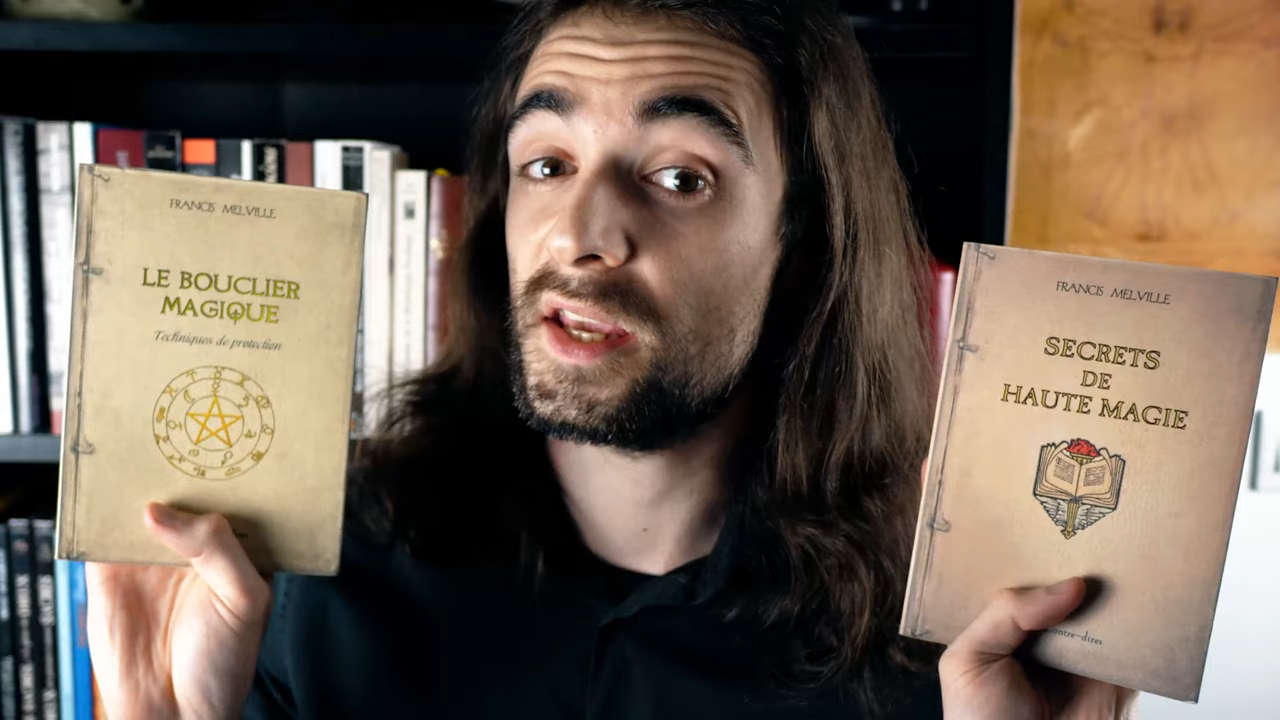 FRANCIS MELVILLE
LE BOUCLIER
MAGIQUE
Techniques de protection
FRANCIS MELVILLE
SECRETS
DE
HAUTE MAGIE